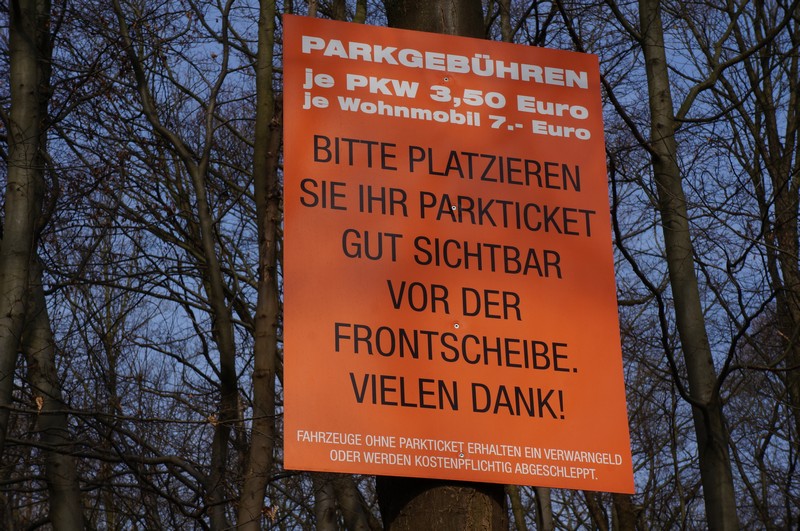 PARKGEBÜHREN
je PKW 3,50 Euro
je Wohnmobil 7.- Euro
BITTE PLATZIEREN
SIE IHR PARKTICKET
GUT SICHTBAR
VOR DER
FRONTSCHEIBE.
VIELEN DANK!
FAHRZEUGE OHNE PARKTICKET ERHALTEN EIN VERWARNGELD
ODER WERDEN KOSTENPFLICHTIG ABGESCHLEPPT.